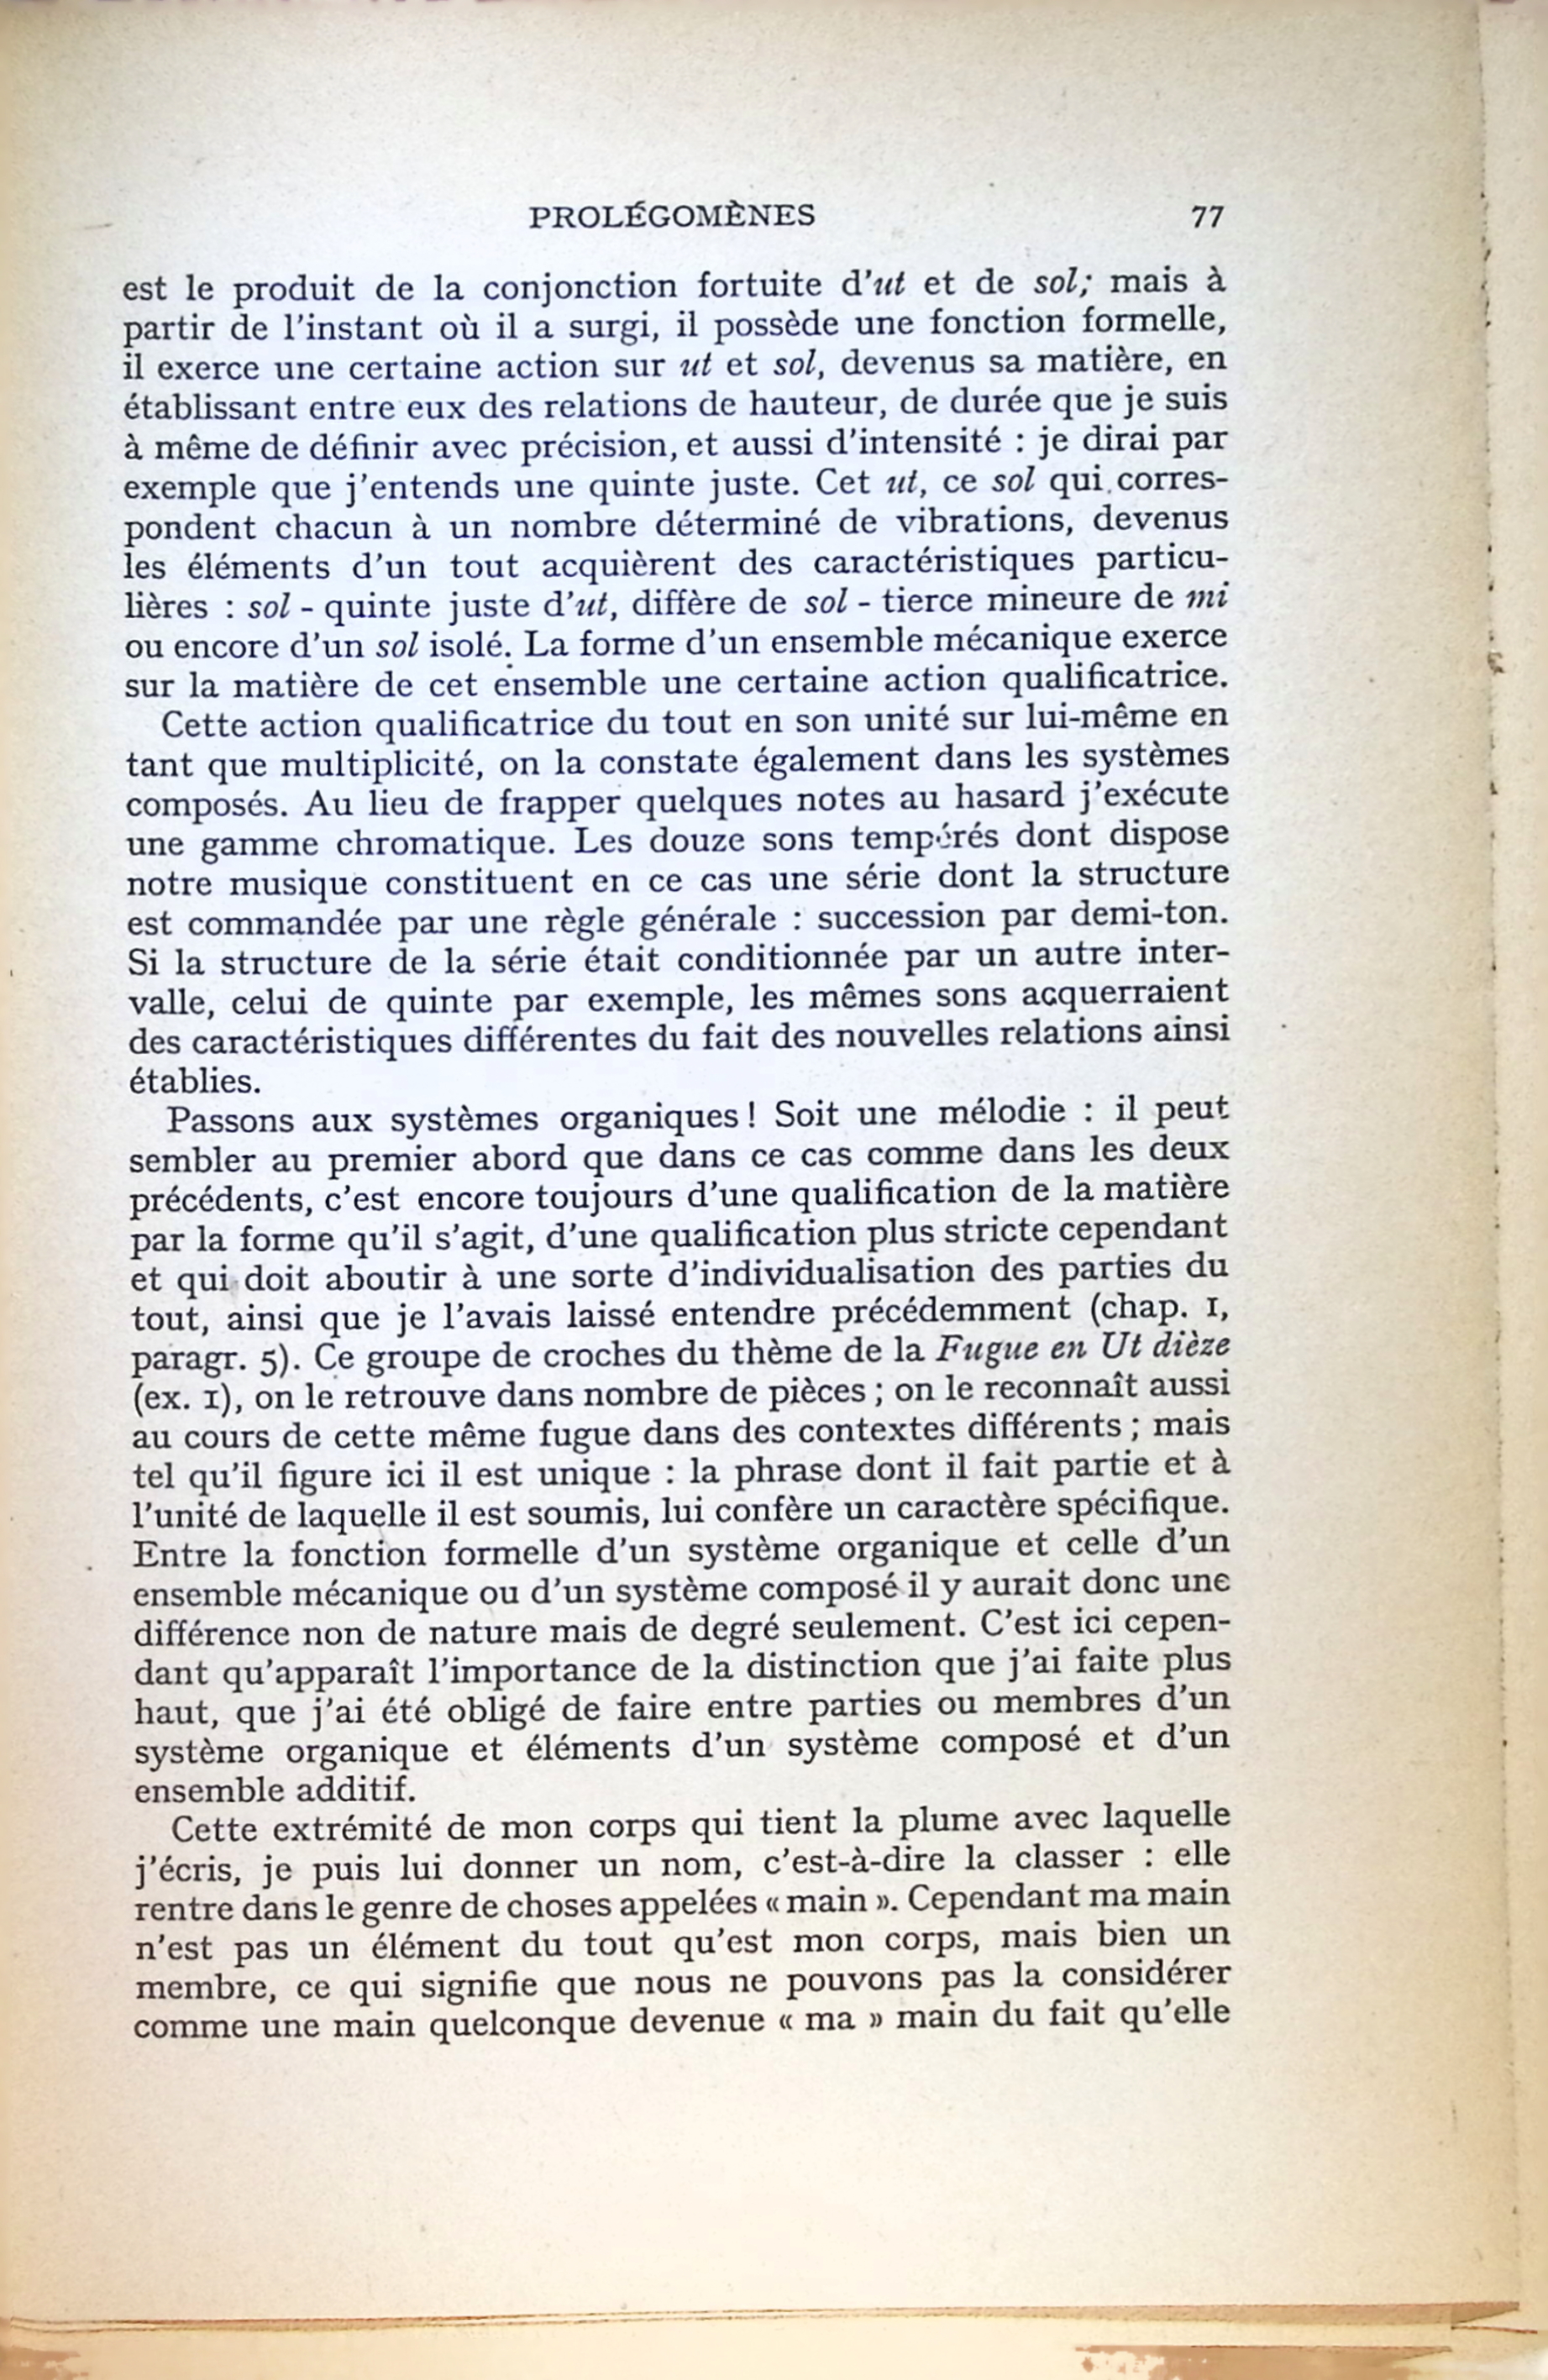 PROLÉGOMÈNES 77
est le produit de la conjonction fortuite d'ut et de sol; mais à
partir de l'instant où il a surgi, il possède une fonction formelle,
il exerce une certaine action sur ut et sol, devenus sa matière, en
établissant entre eux des relations de hauteur, de durée que je suis
à même de définir avec précision, et aussi d'intensité : je dirai par
exemple que j'entends une quinte juste. Cet ut, ce sol qui corres-
pondent chacun à un nombre déterminé de vibrations, devenus
les éléments d'un tout acquièrent des caractéristiques particu-
lières : sol - quinte juste d'ut, diffère de sol - tierce mineure de mi
ou encore d'un sol isolé. La forme d'un ensemble mécanique exerce
sur la matière de cet ensemble une certaine action qualificatrice.
Cette action qualificatrice du tout en son unité sur lui-même en
tant que multiplicité, on la constate également dans les systèmes
composés. Au lieu de frapper quelques notes au hasard j'exécute
une gamme chromatique. Les douze sons tempérés dont dispose
notre musique constituent en ce cas une série dont la structure
est commandée par une règle générale : succession par demi-ton.
Si la structure de la série était conditionnée par un autre inter-
valle, celui de quinte par exemple, les mêmes sons acquerraient
des caractéristiques différentes du fait des nouvelles relations ainsi
établies.
Passons aux systèmes organiques ! Soit une mélodie : il peut
sembler au premier abord que dans ce cas comme dans les deux
précédents, c'est encore toujours d'une qualification de la matière
par la forme qu'il s'agit, d'une qualification plus stricte cependant
et qui doit aboutir à une sorte d'individualisation des parties du
tout, ainsi que je l'avais laissé entendre précédemment (chap. I,
paragr. 5). Ce groupe de croches du thème de la Fugue en Ut dièze
(ex. I), on le retrouve dans nombre de pièces ; on le reconnaît aussi
au cours de cette même fugue dans des contextes différents ; mais
tel qu'il figure ici il est unique : la phrase dont il fait partie et à
l'unité de laquelle il est soumis, lui confère un caractère spécifique.
Entre la fonction formelle d'un système organique et celle d'un
ensemble mécanique ou d'un système composé il y aurait donc une
différence non de nature mais de degré seulement. C'est ici cepen-
dant qu'apparaît l'importance de la distinction que j'ai faite plus
haut, que j'ai été obligé de faire entre parties ou membres d'un
système organique et éléments d'un système composé et d'un
ensemble additif.
Cette extrémité de mon corps qui tient la plume avec laquelle
j'écris, je puis lui donner un nom, c'est-à-dire la classer : elle
rentre dans le genre de choses appelées « main ». Cependant ma main
n'est pas un élément du tout qu'est mon corps, mais bien un
membre, ce qui signifie que nous ne pouvons pas la considérer
comme une main quelconque devenue « ma » main du fait qu'elle